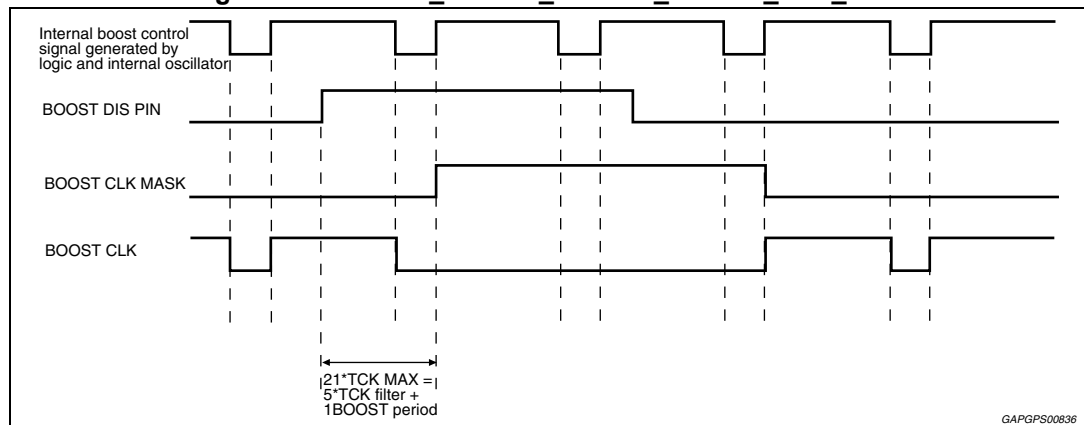 Internal boost control
signal generated by
logic and internal oscillator
BOOST DIS PIN
BOOST CLK MASK
BOOST CLK
21*TCK MAX =
5*TCK filter +
1BOOST period
GAPGPS00836